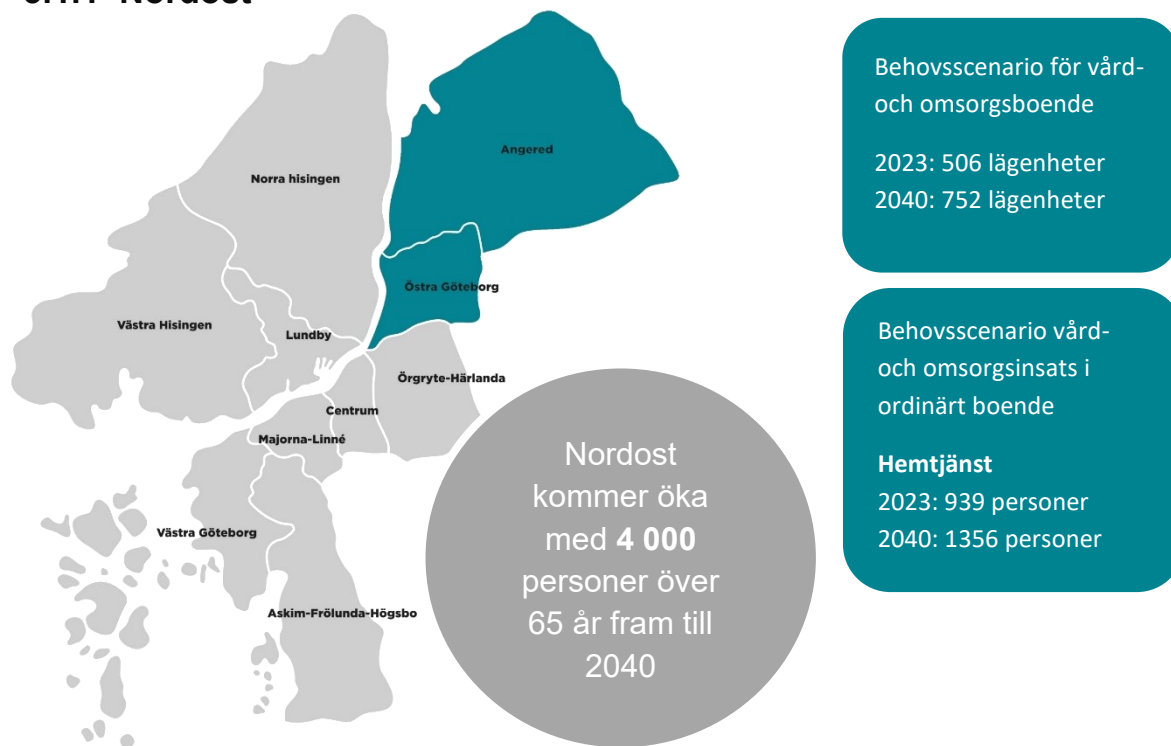 Nordost
Angered
Norra hisingen
Östra Göteborg
Västra Hisingen
Lundby
Örgryte-Härlanda
Centrum
Majorna-Linné
Västra Göteborg
Askim-Frölunda-Högsbo
Nordost
kommer öka
med 4 000
personer över
65 år fram till
2040
Behovsscenario för vård-
och omsorgsboende
2023: 506 lägenheter
2040: 752 lägenheter
Behovsscenario vård-
och omsorgsinsats i
ordinärt boende
Hemtjänst
2023: 939 personer
2040: 1356 personer